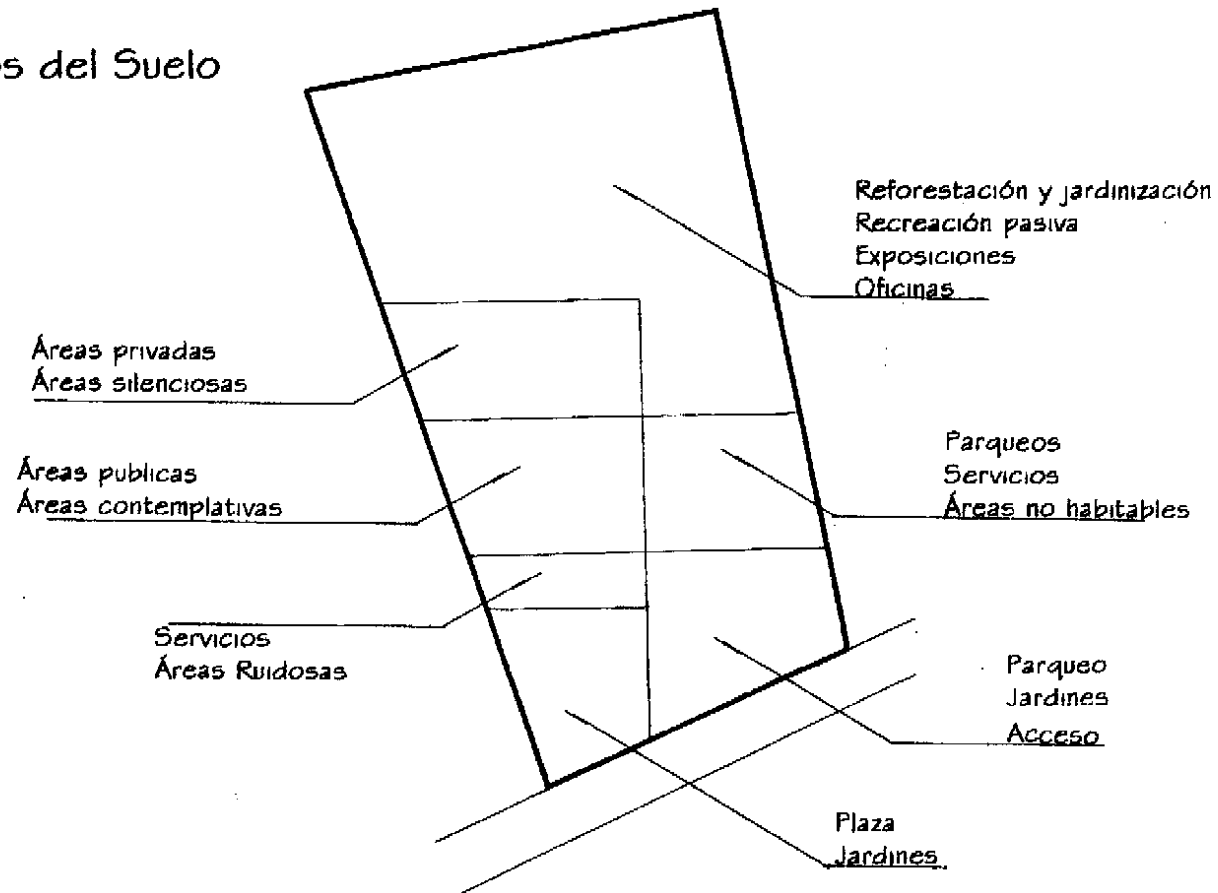 s del Suelo
Reforestación y jardinización
Recreación pasiva
Exposiciones
Oficinas
Áreas privadas
Áreas silenciosas
Áreas publicas
Áreas contemplativas
Parqueos
Servicios
Áreas no habitables
Servicios
Áreas Ruidosas
Parqueo
Jardines
Acceso
Plaza
Jardines